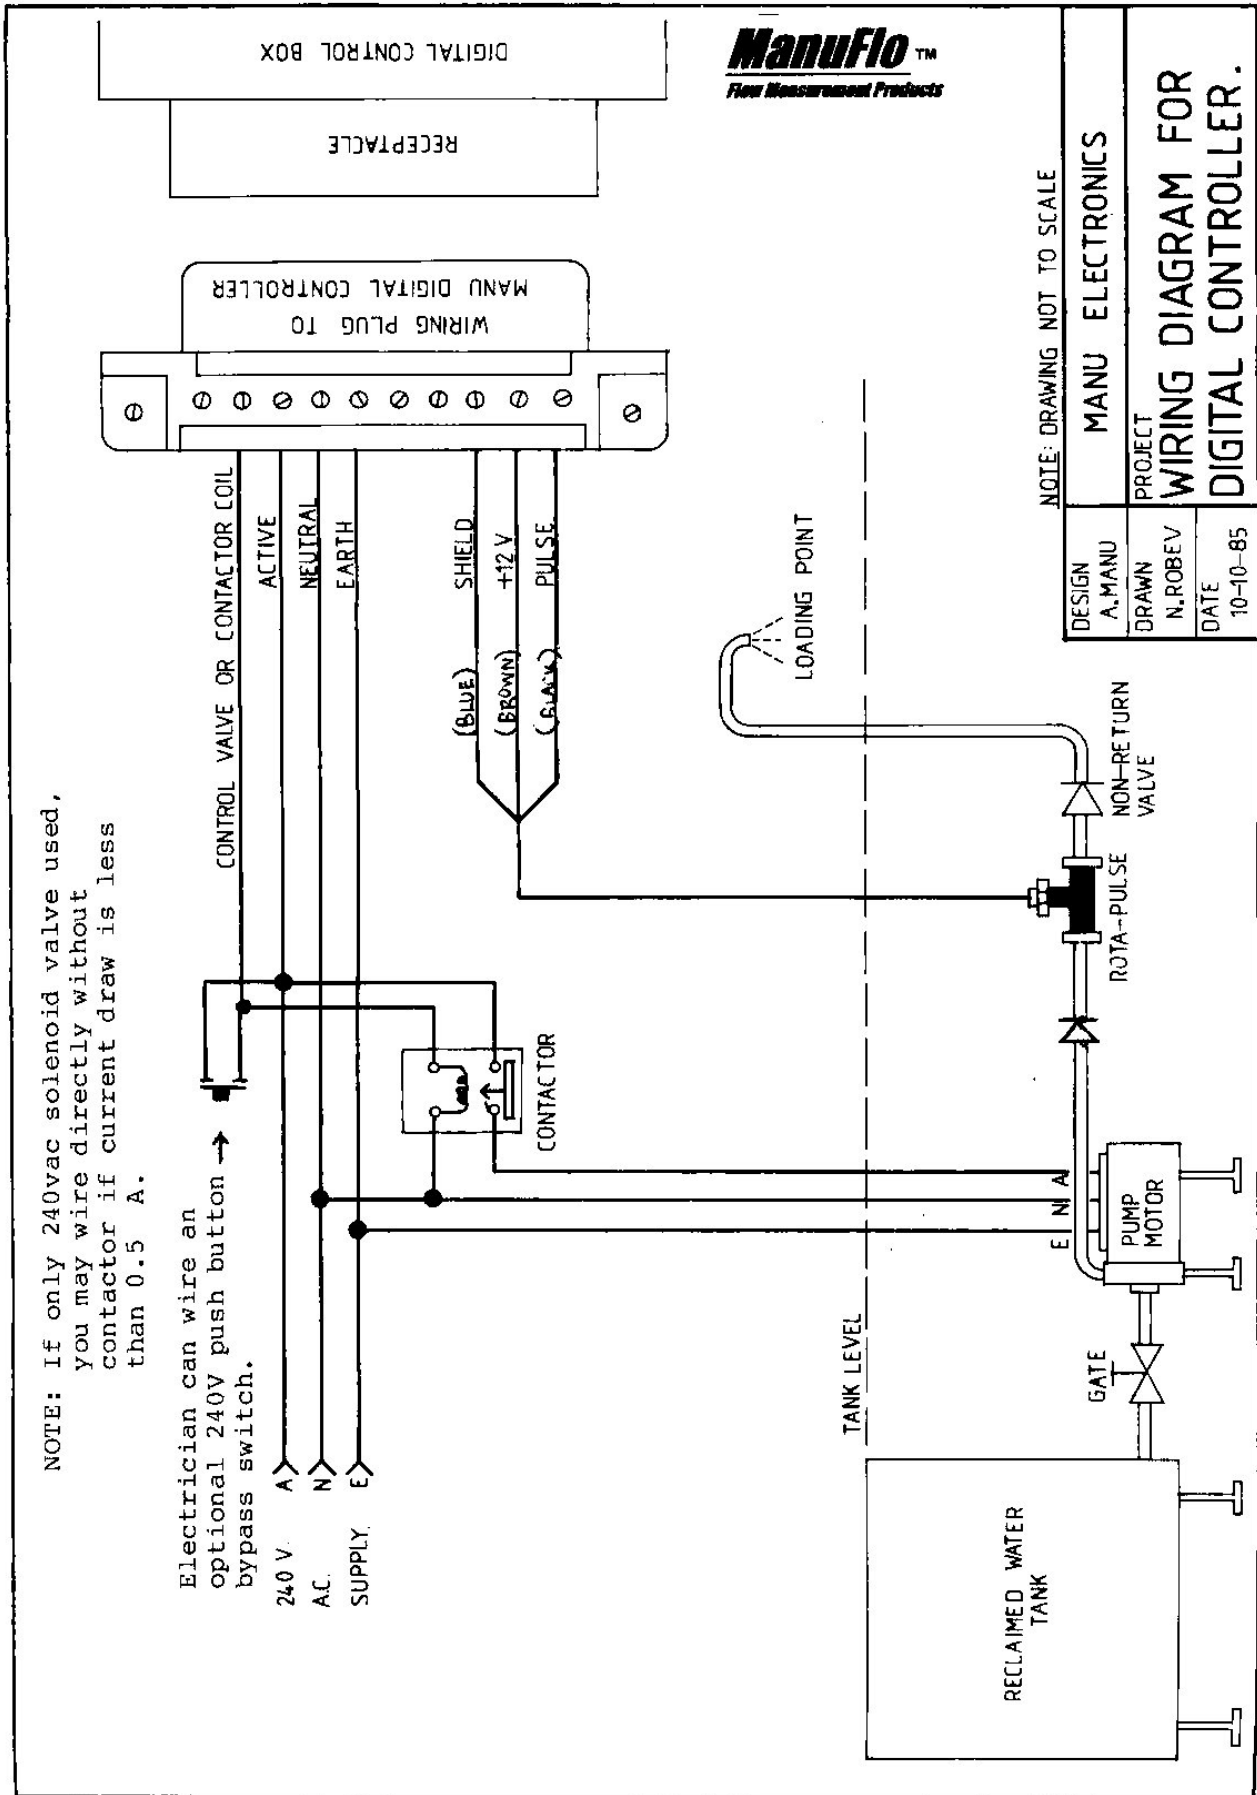 NOTE: If only 240vac solenoid valve used,
you may wire directly without
contactor if current draw is less
than 0.5 A.
Electrician can wire an
optional 240V push button →
bypass switch.
240 V. A
A.C. N
SUPPLY. E
CONTROL VALVE OR CONTACTOR COIL
ACTIVE
NEUTRAL
EARTH
SHIELD
+12 V
PULSE
(BLUE)
(BROWN)
(BLACK)
WIRING PLUG TO
MANU DIGITAL CONTROLLER
RECEPTACLE
DIGITAL CONTROL BOX
CONTACTOR
TANK LEVEL
LOADING POINT
RECLAIMED WATER
TANK
GATE
E N A
PUMP
MOTOR
ROTA-PULSE
NON-RETURN
VALVE
ManuFlo ™
Flow Measurement Products
NOTE: DRAWING NOT TO SCALE
DESIGN
A.MANU
MANU ELECTRONICS
DRAWN
N.ROBEV
DATE
10-10-85
PROJECT
WIRING DIAGRAM FOR
DIGITAL CONTROLLER.